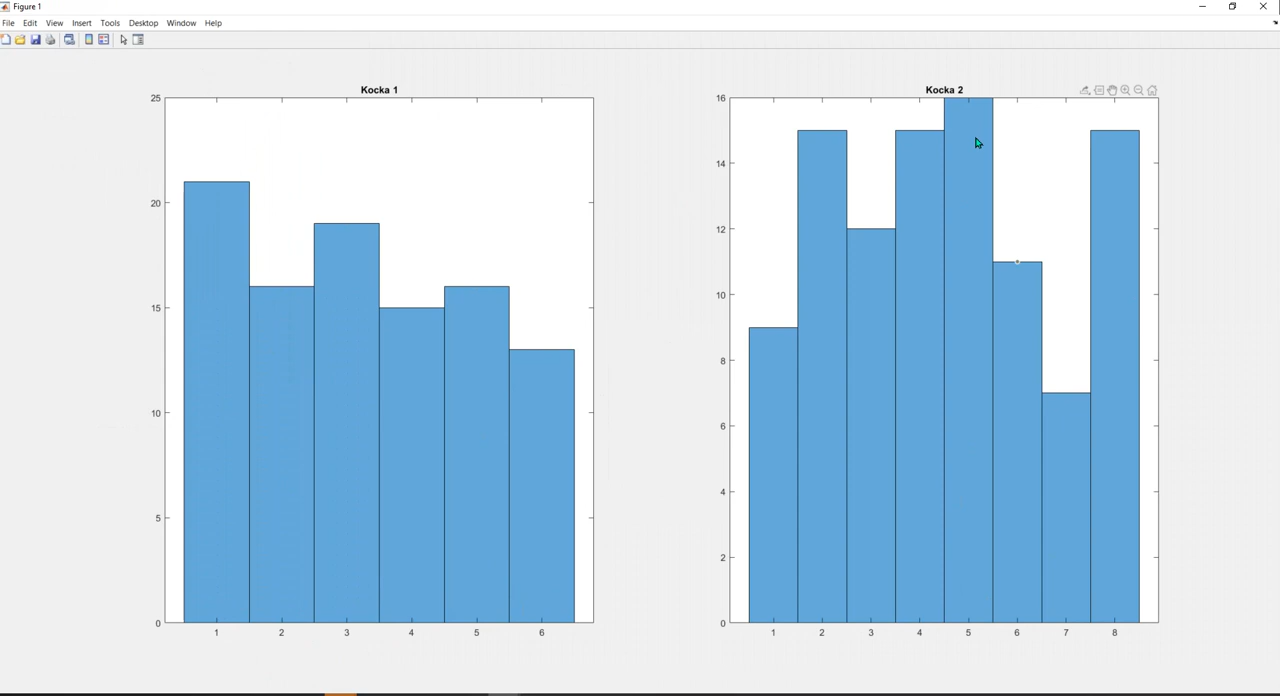 Figure 1
File Edit View Insert Tools Desktop Window Help
Kocka 1
25
20
15
10
5
0
1 2 3 4 5 6
Kocka 2
16
14
12
10
8
6
4
2
0
1 2 3 4 5 6 7 8